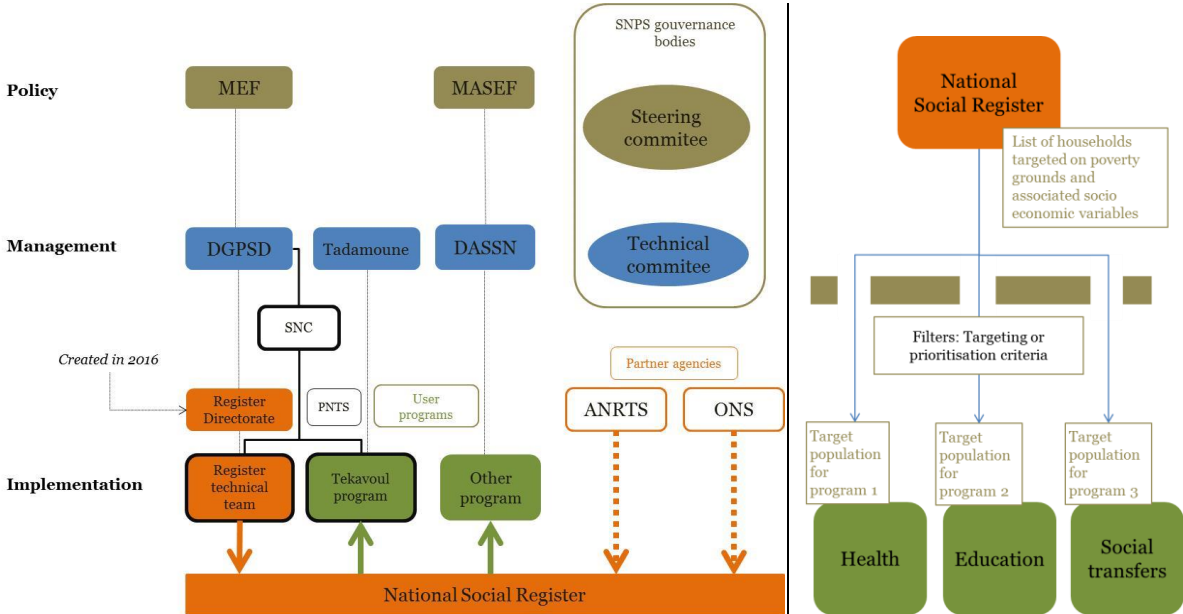 SNPS gouvernance
bodies
Policy
MEF
MASEF
Steering
commitee
Management
DGPSD
Tadamoune
DASSN
Technical
commitee
SNC
Created in 2016
Partner agencies
Register
Directorate
PNTS
User
programs
ANRTS
ONS
Implementation
Register
technical
team
Tekavoul
program
Other
program
National Social Register
National
Social Register
List of households
targeted on poverty
grounds and
associated socio
economic variables
Filters: Targeting or
prioritisation criteria
Target
population
for
program 1
Target
population
for
program 2
Target
population
for
program 3
Health
Education
Social
transfers